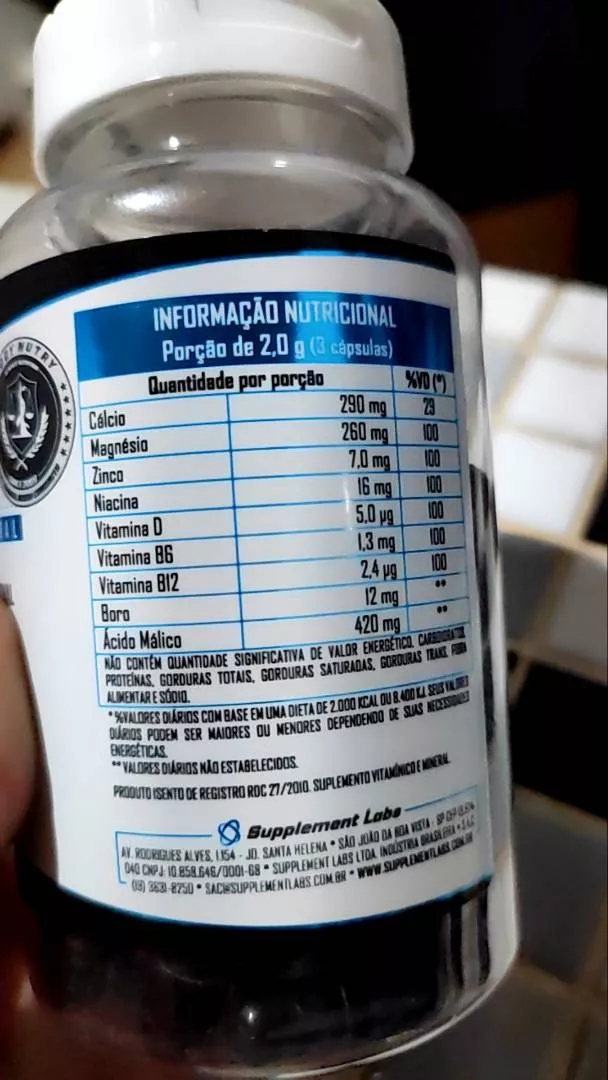 NUTRY
INFORMAÇÃO NUTRICIONAL
Porção de 2,0 g (3 cápsulas)
Quantidade por porção %VD (*)
Cálcio 290 mg 29
Magnésio 260 mg 100
Zinco 7,0 mg 100
Niacina 16 mg 100
Vitamina D 5,0 µg 100
Vitamina B6 1,3 mg 100
Vitamina B12 2,4 µg 100
Boro 12 mg **
Ácido Málico 420 mg **
NÃO CONTÉM QUANTIDADE SIGNIFICATIVA DE VALOR ENERGÉTICO, CARBOIDRATOS,
PROTEÍNAS, GORDURAS TOTAIS, GORDURAS SATURADAS, GORDURAS TRANS, FIBRA
ALIMENTAR E SÓDIO.
*%VALORES DIÁRIOS COM BASE EM UMA DIETA DE 2.000 KCAL OU 8.400 KJ. SEUS VALORES
DIÁRIOS PODEM SER MAIORES OU MENORES DEPENDENDO DE SUAS NECESSIDADES
ENERGÉTICAS.
** VALORES DIÁRIOS NÃO ESTABELECIDOS.
PRODUTO ISENTO DE REGISTRO RDC 27/2010. SUPLEMENTO VITAMÍNICO E MINERAL
Supplement Labs
AV. RODRIGUES ALVES, 1.154 - JD. SANTA HELENA • SÃO JOÃO DA BOA VISTA - SP CEP
040 CNPJ: 10.858.646/0001-68 • SUPPLEMENT LABS LTDA. INDÚSTRIA BRASILEIRA • S.A.C
(19) 3631-8750 • SAC@SUPPLEMENTLABS.COM.BR • WWW.SUPPLEMENTLABS.COM.BR